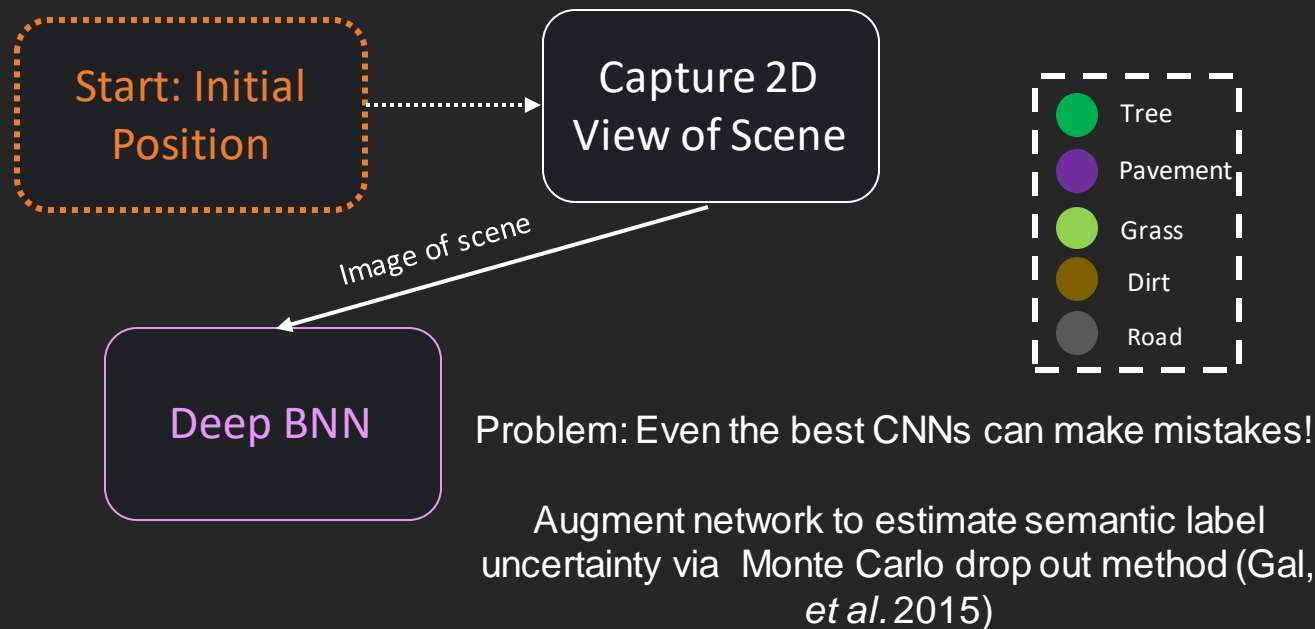 Start: Initial
Position
Capture 2D
View of Scene
Image of scene
Deep BNN
Tree
Pavement
Grass
Dirt
Road
Problem: Even the best CNNs can make mistakes!
Augment network to estimate semantic label
uncertainty via Monte Carlo drop out method (Gal,
et al. 2015)